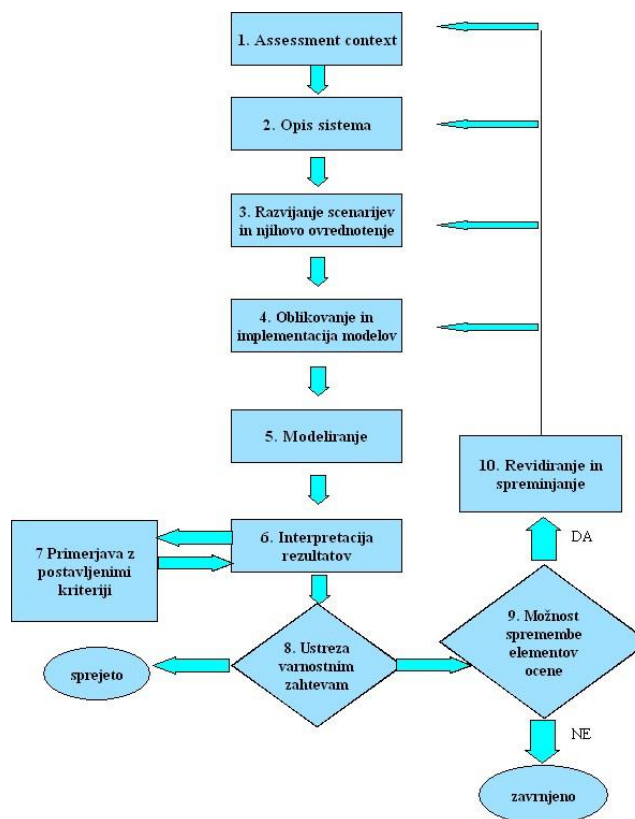 1. Assessment context
2. Opis sistema
3. Razvijanje scenarijev
in njihovo ovrednotenje
4. Oblikovanje in
implementacija modelov
5. Modeliranje
10. Revidiranje in
spreminjanje
6. Interpretacija
rezultatov
7 Primerjava z
postavljenimi
kriteriji
DA
8. Ustreza
varnostnim
zahtevam
9. Možnost
spremembe
elementov
ocene
sprejeto
NE
zavrnjeno